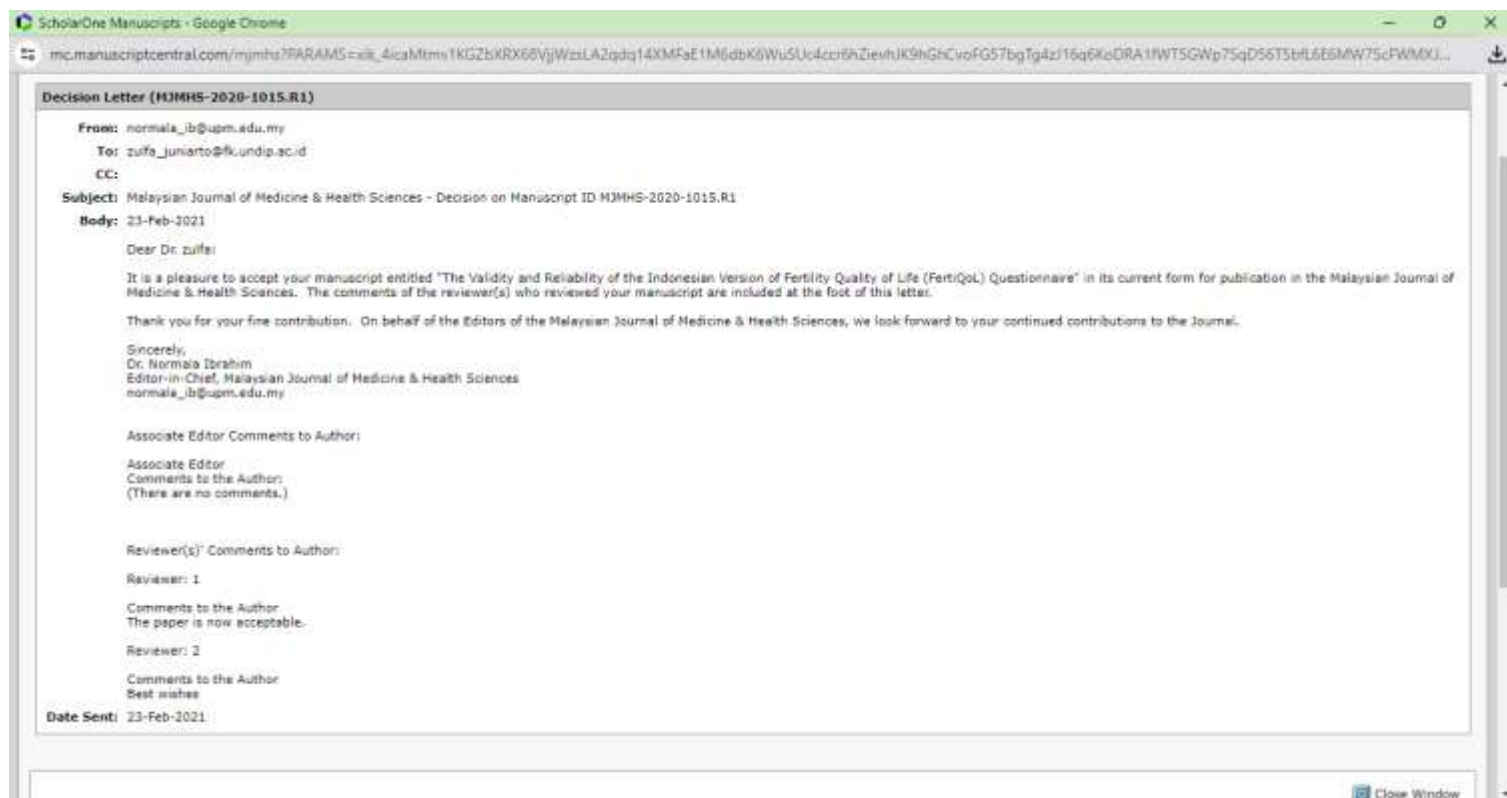 ScholarOne Manuscripts - Google Chrome
Decision Letter (MJMHS-2020-1015.R1)
From: normala_ib@upm.edu.my
To: zulfa_juniarto@fk.undip.ac.id
CC:
Subject: Malaysian Journal of Medicine & Health Sciences - Decision on Manuscript ID MJMHS-2020-1015.R1
Body: 23-Feb-2021
Dear Dr. zulfa:
It is a pleasure to accept your manuscript entitled "The Validity and Reliability of the Indonesian Version of Fertility Quality of Life (FertiQoL) Questionnaire" in its current form for publication in the Malaysian Journal of
Medicine & Health Sciences. The comments of the reviewer(s) who reviewed your manuscript are included at the foot of this letter.
Thank you for your fine contribution. On behalf of the Editors of the Malaysian Journal of Medicine & Health Sciences, we look forward to your continued contributions to the Journal.
Sincerely,
Dr. Normala Ibrahim
Editor-in-Chief, Malaysian Journal of Medicine & Health Sciences
normala_ib@upm.edu.my
Associate Editor Comments to Author:
Associate Editor
Comments to the Author:
(There are no comments.)
Reviewer(s)' Comments to Author:
Reviewer: 1
Comments to the Author
The paper is now acceptable.
Reviewer: 2
Comments to the Author
Best wishes
Date Sent: 23-Feb-2021
Close Window